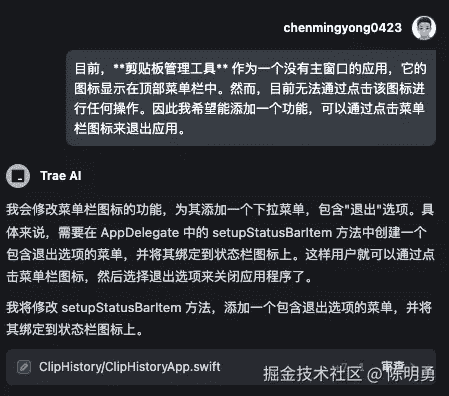 chenmingyong0423
目前，**剪贴板管理工具** 作为一个没有主窗口的应用，它的
图标显示在顶部菜单栏中。然而，目前无法通过点击该图标进
行任何操作。因此我希望能添加一个功能，可以通过点击菜单
栏图标来退出应用。
Trae AI
我会修改菜单栏图标的功能，为其添加一个下拉菜单，包含"退出"选项。具
体来说，需要在 AppDelegate 中的 setupStatusBarItem 方法中创建一个
包含退出选项的菜单，并将其绑定到状态栏图标上。这样用户就可以通过点
击菜单栏图标，然后选择退出选项来关闭应用程序了。
我将修改 setupStatusBarItem 方法，添加一个包含退出选项的菜单，并将
其绑定到状态栏图标上。
ClipHistory/ClipHistoryApp.swift
审查
掘金技术社区 @ 陈明勇